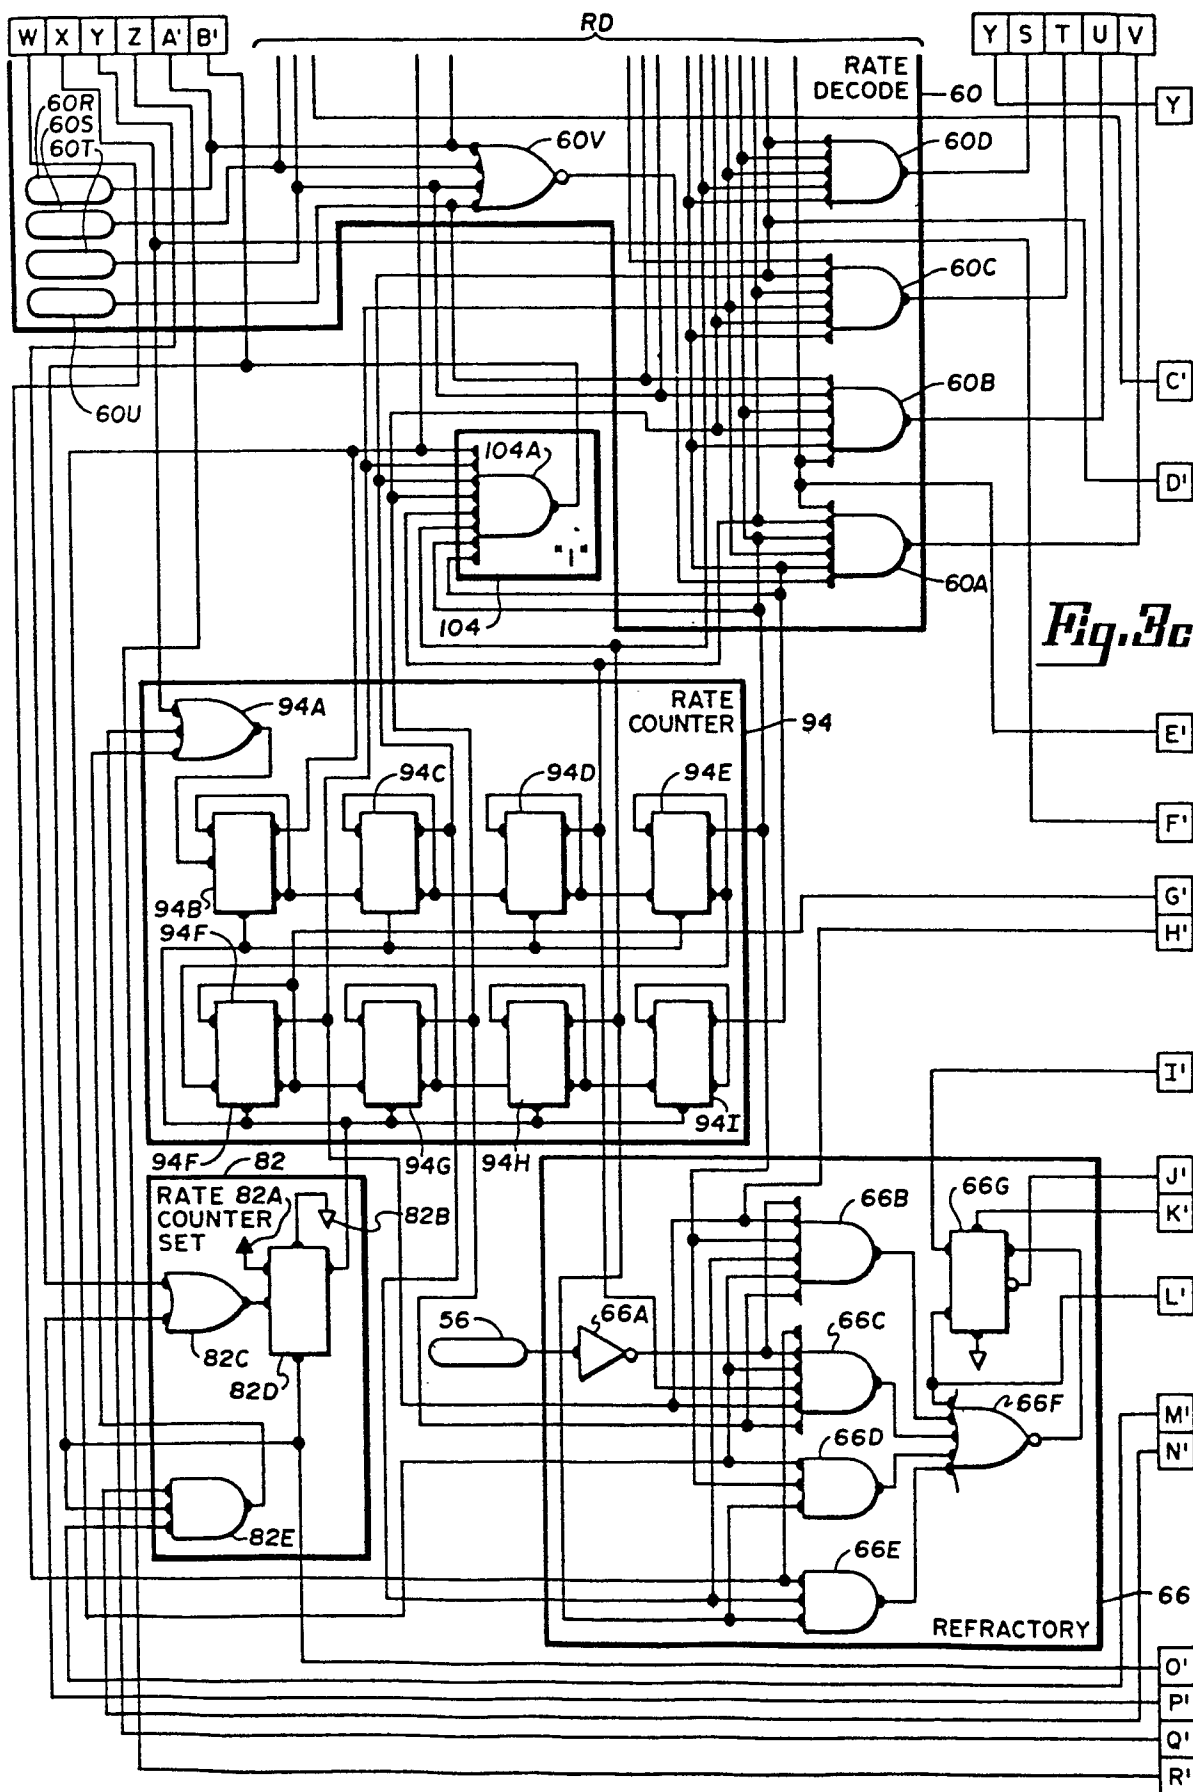 W X Y Z A' B'
RD
Y S T U V
RATE
DECODE
60
Y
60R
60S
60T
60V
60D
60C
60U
60B
C'
104A
D'
"1"
60A
104
Fig. 3c
RATE
COUNTER
94
94A
E'
94C
94D
94E
F'
94B
G'
94F
H'
I'
94F
82
94G
94H
94I
RATE
COUNTER
SET
82A
82B
66B
66G
J'
K'
56
66A
66C
L'
82C
82D
66F
M'
66D
N'
82E
66E
66
REFRACTORY
O'
P'
Q'
R'